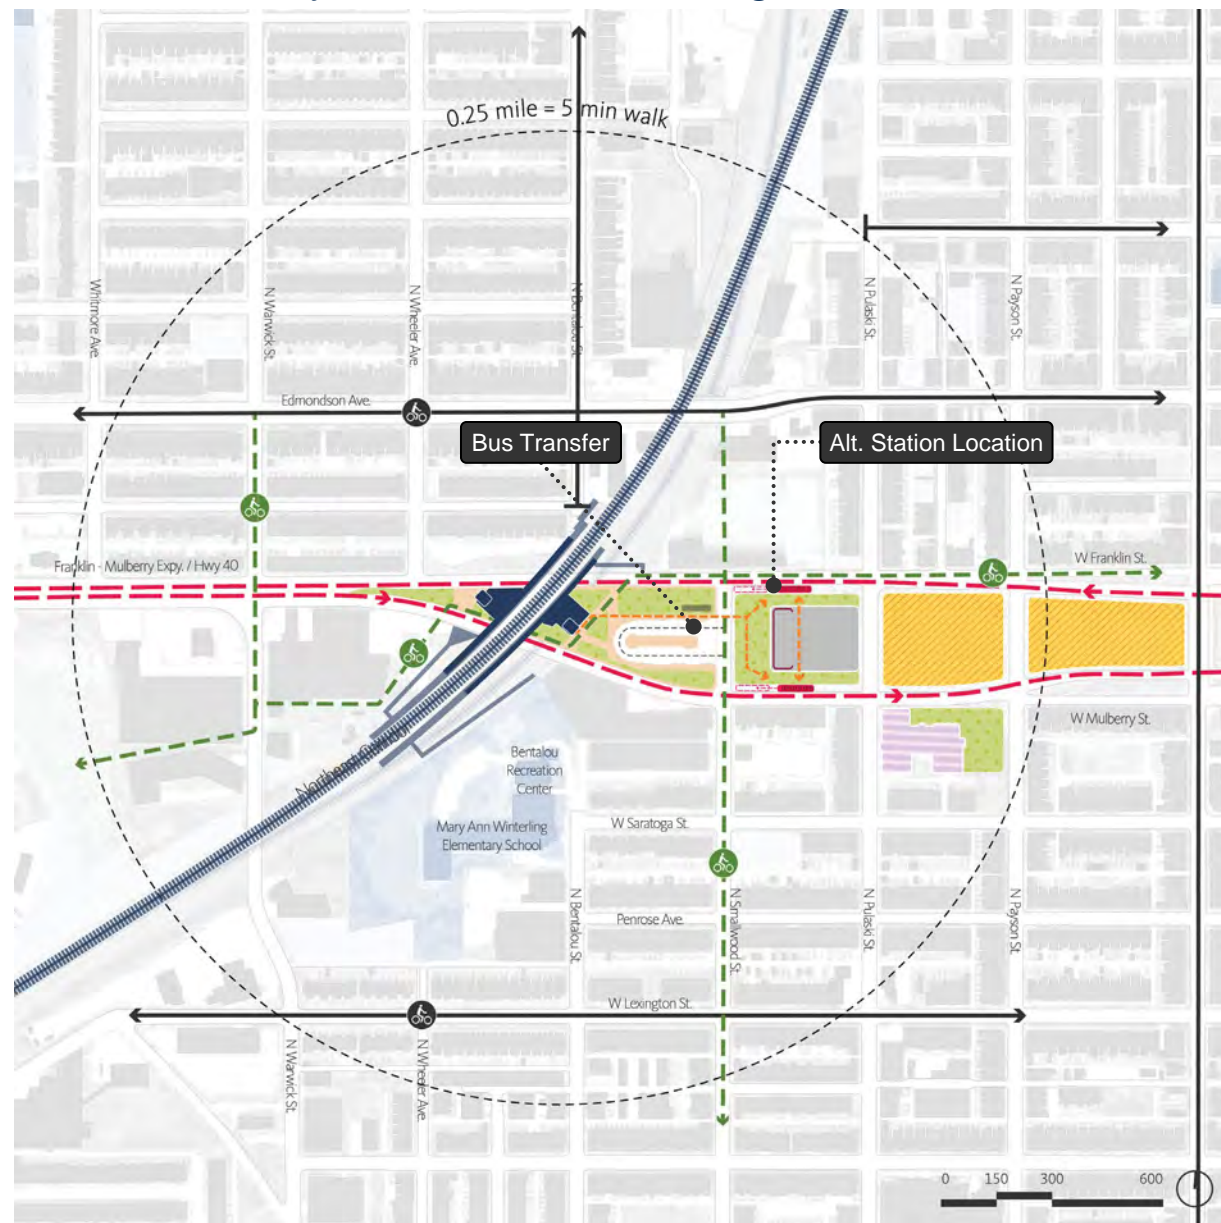 0.25 mile = 5 min walk
Whitmore Ave.
N Warwick St.
N Wheeler Ave.
N Bentalou St.
N Pulaski St.
N Payson St.
Edmondson Ave.
Bus Transfer
Alt. Station Location
Franklin - Mulberry Expy. / Hwy 40
W Franklin St.
W Mulberry St.
Northeast Corridor
Bentalou
Recreation
Center
Mary Ann Winterling
Elementary School
W Saratoga St.
N Bentalou St.
N Smallwood St.
N Pulaski St.
N Payson St.
Penrose Ave.
W Lexington St.
N Warwick St.
N Wheeler Ave.
0 150 300 600